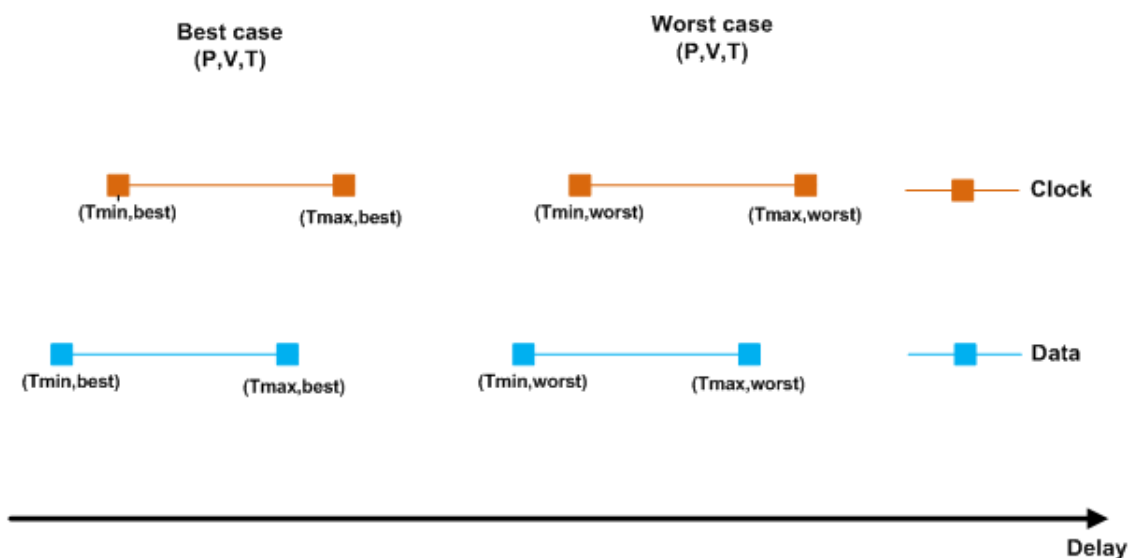 Best case
(P,V,T)
Worst case
(P,V,T)
Clock
(Tmin,best)
(Tmax,best)
(Tmin,worst)
(Tmax,worst)
Data
(Tmin,best)
(Tmax,best)
(Tmin,worst)
(Tmax,worst)
Delay